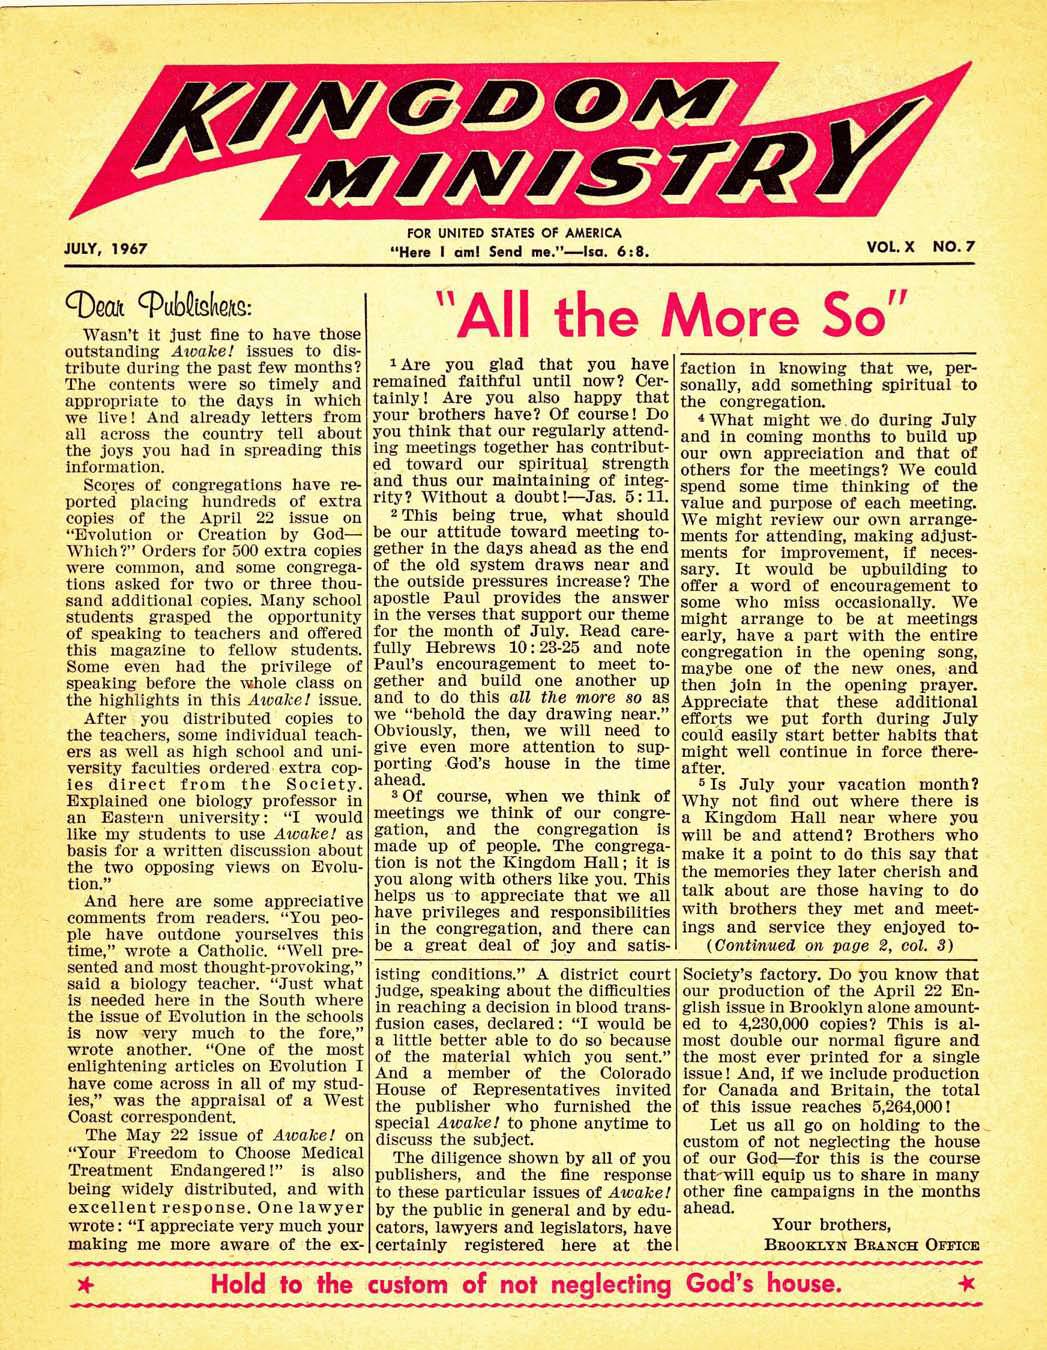 KINGDOM
MINISTRY
FOR UNITED STATES OF AMERICA
JULY, 1967
"Here I am! Send me."—Isa. 6:8.
VOL. X NO. 7
Dear Publishers:
Wasn't it just fine to have those
outstanding Awake! issues to dis-
tribute during the past few months?
The contents were so timely and
appropriate to the days in which
we live! And already letters from
all across the country tell about
the joys you had in spreading this
information.
Scores of congregations have re-
ported placing hundreds of extra
copies of the April 22 issue on
"Evolution or Creation by God—
Which?" Orders for 500 extra copies
were common, and some congrega-
tions asked for two or three thou-
sand additional copies. Many school
students grasped the opportunity
of speaking to teachers and offered
this magazine to fellow students.
Some even had the privilege of
speaking before the whole class on
the highlights in this Awake! issue.
After you distributed copies to
the teachers, some individual teach-
ers as well as high school and uni-
versity faculties ordered extra cop-
ies direct from the Society.
Explained one biology professor in
an Eastern university: "I would
like my students to use Awake! as
basis for a written discussion about
the two opposing views on Evolu-
tion."
And here are some appreciative
comments from readers. "You peo-
ple have outdone yourselves this
time," wrote a Catholic. "Well pre-
sented and most thought-provoking,"
said a biology teacher. "Just what
is needed here in the South where
the issue of Evolution in the schools
is now very much to the fore,"
wrote another. "One of the most
enlightening articles on Evolution I
have come across in all of my stud-
ies," was the appraisal of a West
Coast correspondent.
The May 22 issue of Awake! on
"Your Freedom to Choose Medical
Treatment Endangered!" is also
being widely distributed, and with
excellent response. One lawyer
wrote: "I appreciate very much your
making me more aware of the ex-
isting conditions." A district court
judge, speaking about the difficulties
in reaching a decision in blood trans-
fusion cases, declared: "I would be
a little better able to do so because
of the material which you sent."
And a member of the Colorado
House of Representatives invited
the publisher who furnished the
special Awake! to phone anytime to
discuss the subject.
The diligence shown by all of you
publishers, and the fine response
to these particular issues of Awake!
by the public in general and by edu-
cators, lawyers and legislators, have
certainly registered here at the
Society's factory. Do you know that
our production of the April 22 En-
glish issue in Brooklyn alone amount-
ed to 4,230,000 copies? This is al-
most double our normal figure and
the most ever printed for a single
issue! And, if we include production
for Canada and Britain, the total
of this issue reaches 5,264,000!
Let us all go on holding to the
custom of not neglecting the house
of our God—for this is the course
that will equip us to share in many
other fine campaigns in the months
ahead.
Your brothers,
BROOKLYN BRANCH OFFICE
"All the More So"
1 Are you glad that you have
remained faithful until now? Cer-
tainly! Are you also happy that
your brothers have? Of course! Do
you think that our regularly attend-
ing meetings together has contribut-
ed toward our spiritual strength
and thus our maintaining of integ-
rity? Without a doubt!—Jas. 5:11.
2 This being true, what should
be our attitude toward meeting to-
gether in the days ahead as the end
of the old system draws near and
the outside pressures increase? The
apostle Paul provides the answer
in the verses that support our theme
for the month of July. Read care-
fully Hebrews 10:23-25 and note
Paul's encouragement to meet to-
gether and build one another up
and to do this all the more so as
we "behold the day drawing near."
Obviously, then, we will need to
give even more attention to sup-
porting God's house in the time
ahead.
3 Of course, when we think of
meetings we think of our congre-
gation, and the congregation is
made up of people. The congrega-
tion is not the Kingdom Hall; it is
you along with others like you. This
helps us to appreciate that we all
have privileges and responsibilities
in the congregation, and there can
be a great deal of joy and satis-
faction in knowing that we, per-
sonally, add something spiritual to
the congregation.
4 What might we do during July
and in coming months to build up
our own appreciation and that of
others for the meetings? We could
spend some time thinking of the
value and purpose of each meeting.
We might review our own arrange-
ments for attending, making adjust-
ments for improvement, if neces-
sary. It would be upbuilding to
offer a word of encouragement to
some who miss occasionally. We
might arrange to be at meetings
early, have a part with the entire
congregation in the opening song,
maybe one of the new ones, and
then join in the opening prayer.
Appreciate that these additional
efforts we put forth during July
could easily start better habits that
might well continue in force there-
after.
5 Is July your vacation month?
Why not find out where there is
a Kingdom Hall near where you
will be and attend? Brothers who
make it a point to do this say that
the memories they later cherish and
talk about are those having to do
with brothers they met and meet-
ings and service they enjoyed to-
(Continued on page 2, col. 3)
★ Hold to the custom of not neglecting God's house. ★